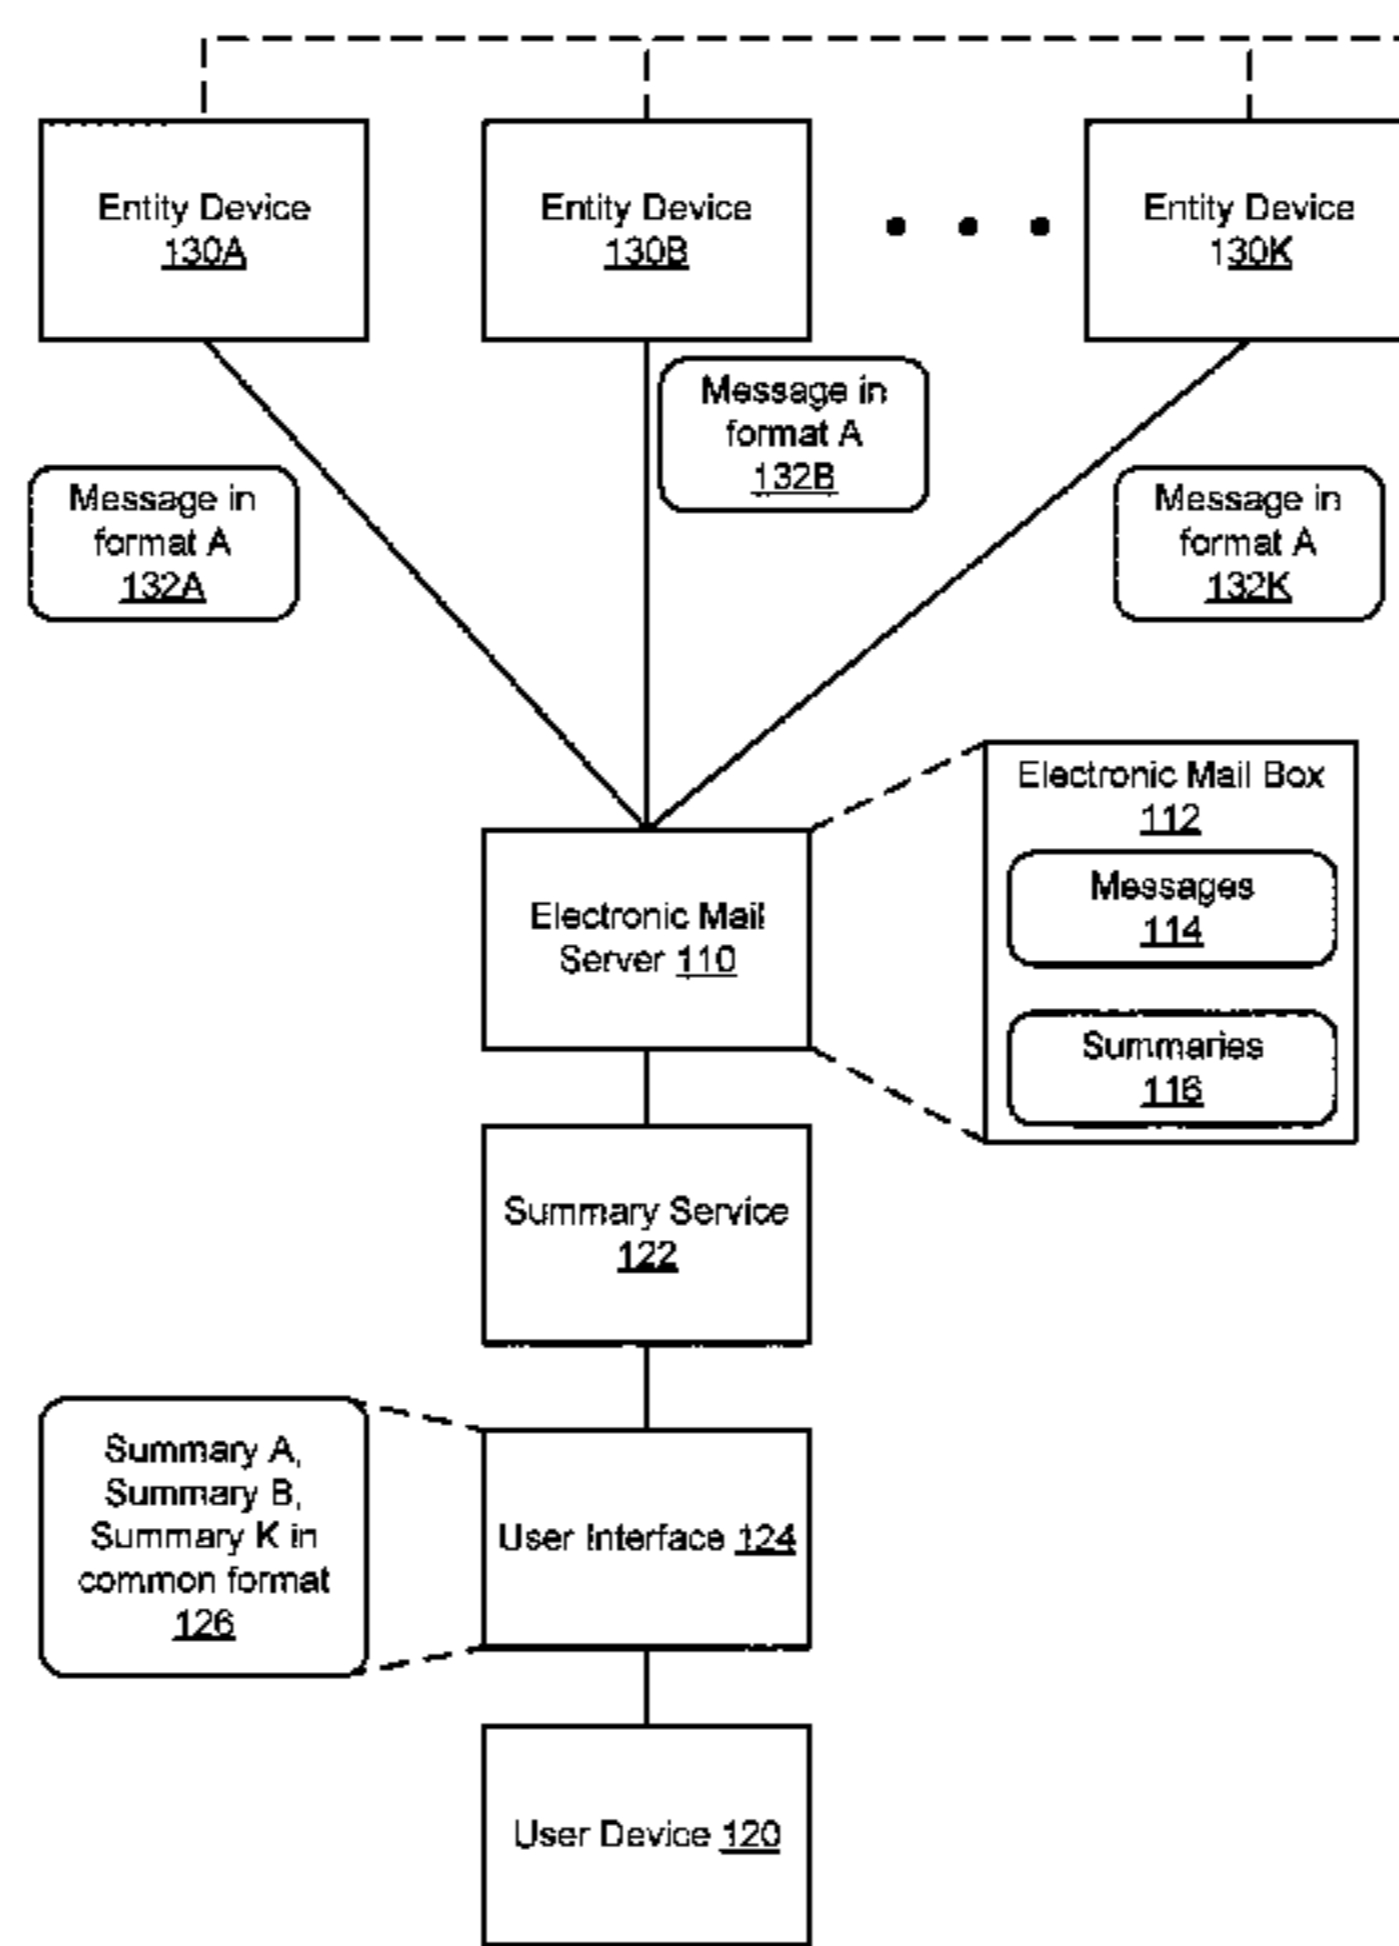 Entity Device
130A
Entity Device
130B
Entity Device
130K
Message in
format A
132B
Message in
format A
132A
Message in
format A
132K
Electronic Mail Box
112
Messages
114
Summaries
116
Electronic Mail
Server 110
Summary Service
122
Summary A,
Summary B,
Summary K in
common format
126
User Interface 124
User Device 120